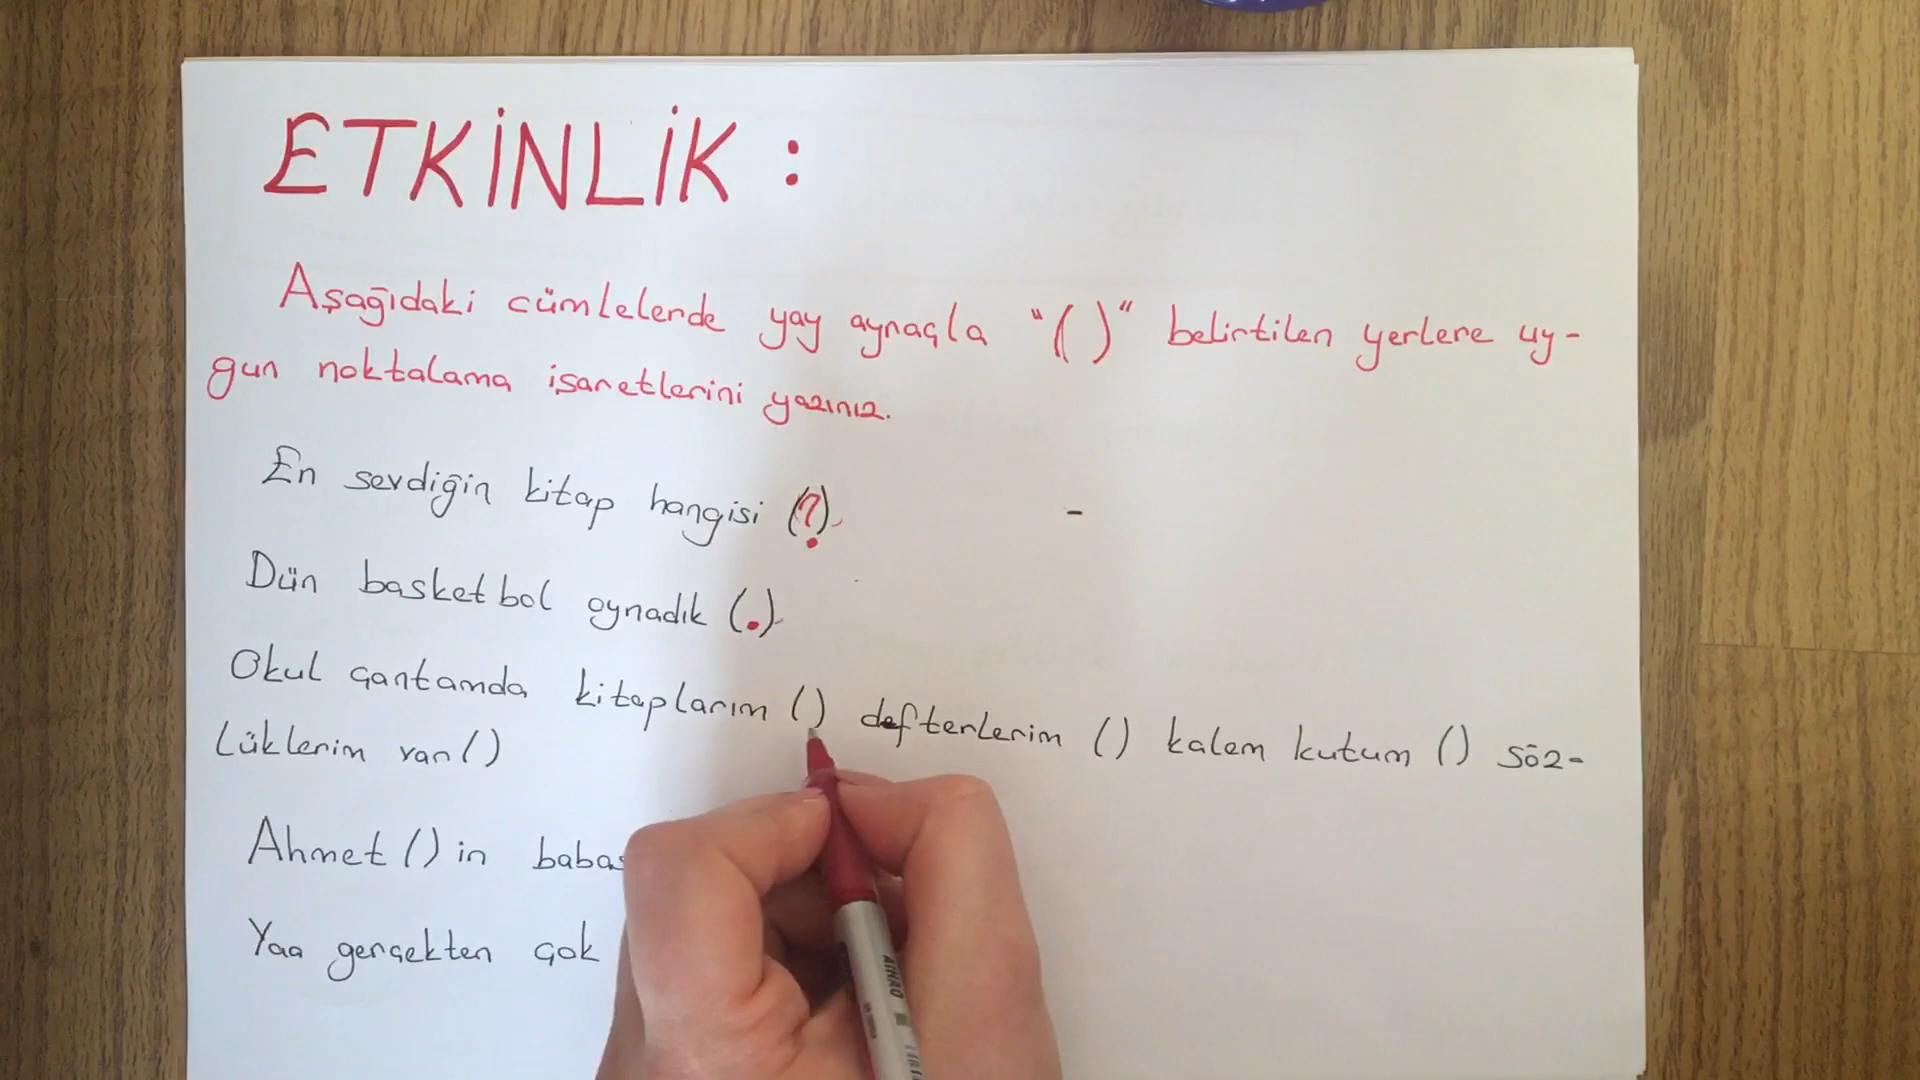 ETKİNLİK :
Aşağıdaki cümlelerde yay ayraçla "( )" belirtilen yerlere uy-
gun noktalama işaretlerini yazınız.
En sevdiğin kitap hangisi (?)
Dün basketbol oynadık (.)
Okul çantamda kitaplarım ( ) defterlerim ( ) kalem kutum ( ) söz-
lüklerim var ( )
Ahmet ( ) in
Yaa gerçekten çok